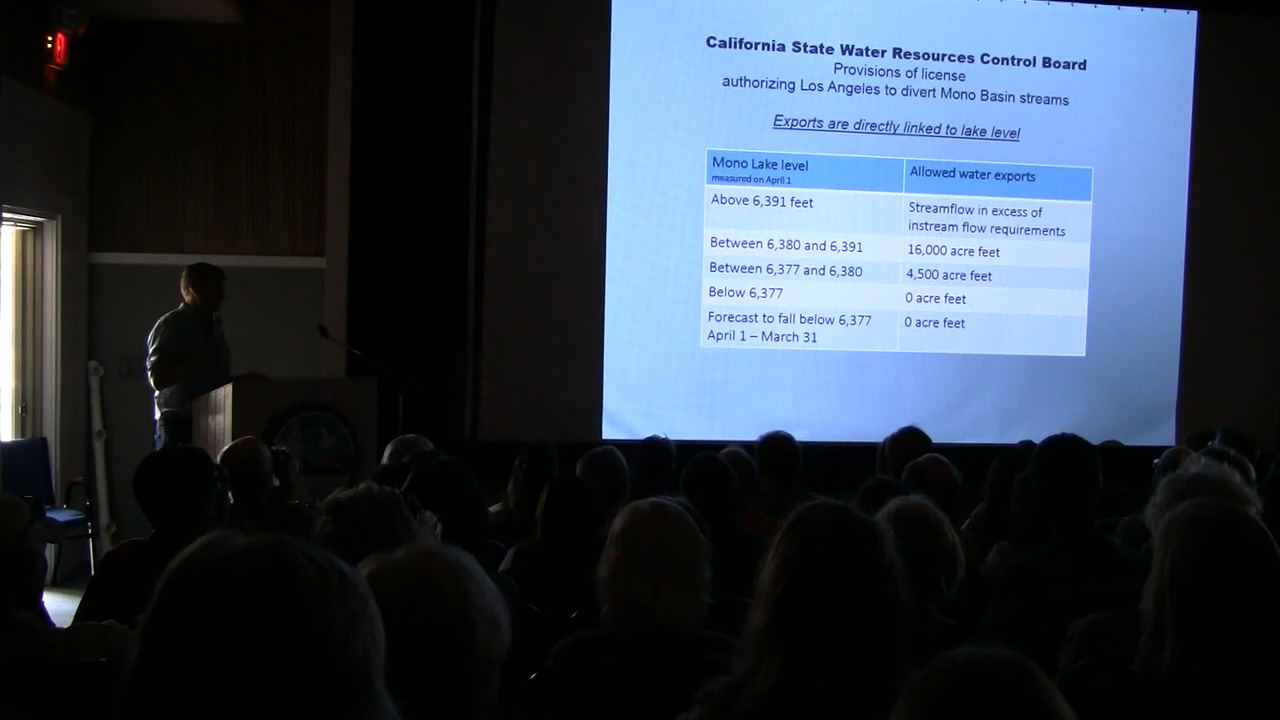 California State Water Resources Control Board
Provisions of license
authorizing Los Angeles to divert Mono Basin streams
Exports are directly linked to lake level
Mono Lake level
measured on April 1
Allowed water exports
Above 6,391 feet
Streamflow in excess of
instream flow requirements
Between 6,380 and 6,391
16,000 acre feet
Between 6,377 and 6,380
4,500 acre feet
Below 6,377
0 acre feet
Forecast to fall below 6,377
April 1 – March 31
0 acre feet